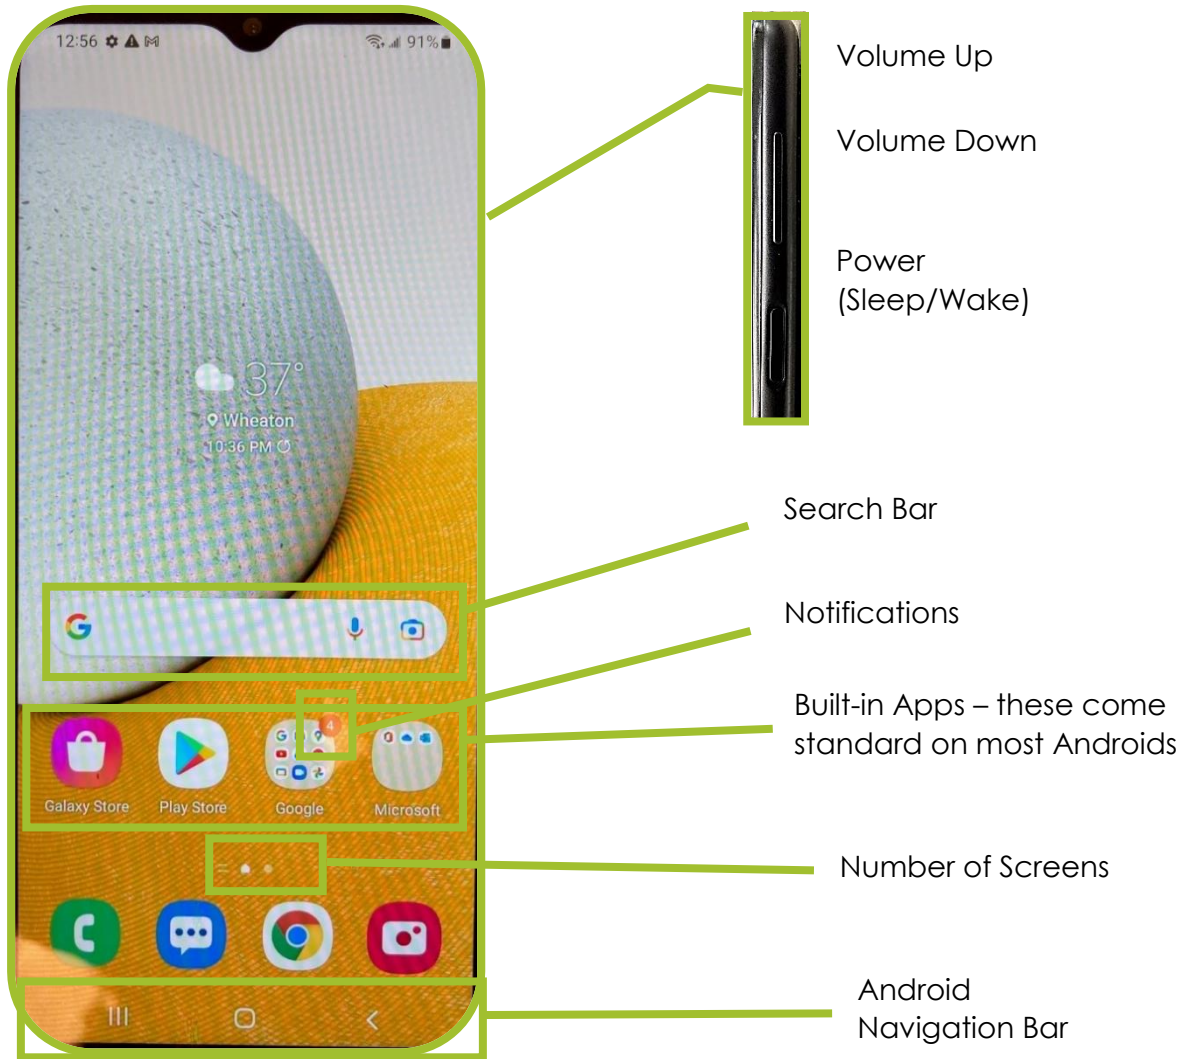 12:56
91%
Volume Up
Volume Down
Power
(Sleep/Wake)
37°
Wheaton
10:36 PM
Search Bar
G
Notifications
4
Built-in Apps – these come
standard on most Androids
Galaxy Store
Play Store
Google
Microsoft
Number of Screens
Android
Navigation Bar